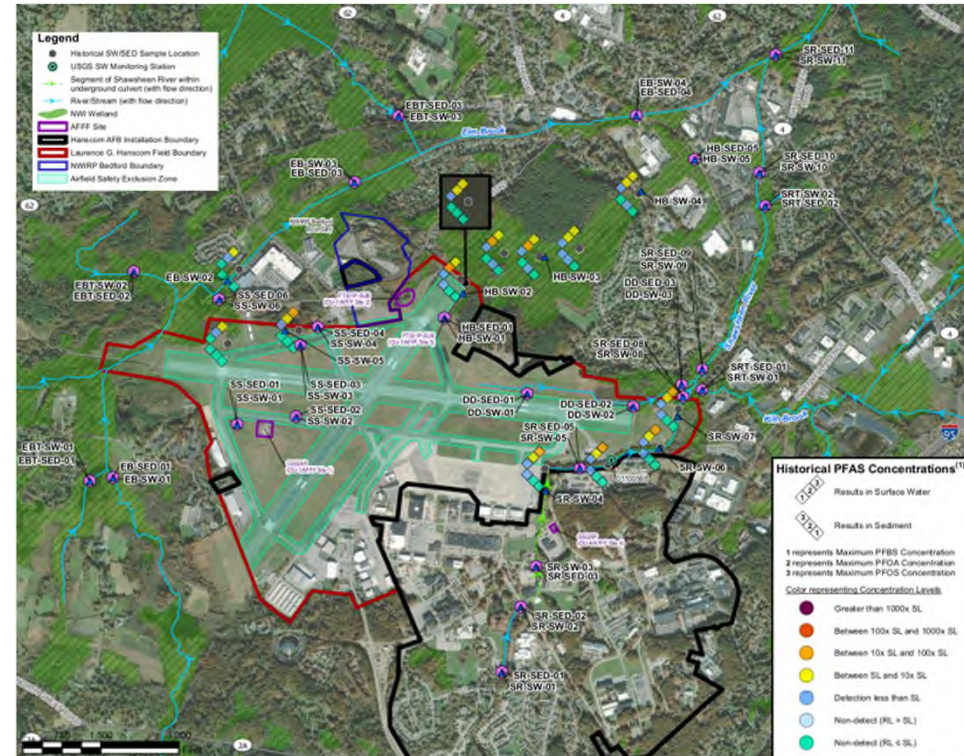 Legend
Historical SW/SED Sample Location
USGS SW Monitoring Station
Segment of Shawsheen River within
underground culvert (with flow direction)
River/Stream (with flow direction)
NWI Wetland
AFFF Site
Hanscom AFB Installation Boundary
Laurence G. Hanscom Field Boundary
NWIRP Bedford Boundary
Airfield Safety Exclusion Zone
62
4
62
SR-SED-11
SR-SW-11
EBT-SED-03
EBT-SW-03
EB-SW-04
EB-SED-04
Elm Brook
4
EB-SW-03
EB-SED-03
HB-SED-05
HB-SW-05
SR-SED-10
SR-SW-10
HB-SW-04
SRT-SW-02
SRT-SED-02
62
EBT-SW-02
EBT-SED-02
EB-SW-02
SS-SED-06
SS-SW-06
HB-SW-03
HB-SW-02
SR-SED-09
SR-SW-09
DD-SED-03
DD-SW-03
Shawsheen River
4
SS-SED-04
SS-SW-04
SS-SW-05
HB-SED-01
HB-SW-01
SR-SED-08
SR-SW-08
SRT-SED-01
SRT-SW-01
Kiln Brook
SS-SED-01
SS-SW-01
SS-SED-03
SS-SW-03
SS-SED-02
SS-SW-02
DD-SED-01
DD-SW-01
DD-SED-02
DD-SW-02
SR-SED-05
SR-SW-05
SR-SW-07
SR-SW-06
95
EBT-SW-01
EBT-SED-01
EB-SED-01
EB-SW-01
SR-SW-04
SR-SW-03
SR-SED-03
SR-SED-02
SR-SW-02
SR-SED-01
SR-SW-01
2A
Historical PFAS Concentrations(1)
1 2 3
Results in Surface Water
3 2 1
Results in Sediment
1 represents Maximum PFBS Concentration
2 represents Maximum PFOA Concentration
3 represents Maximum PFOS Concentration
Color representing Concentration Levels
Greater than 1000x SL
Between 100x SL and 1000x SL
Between 10x SL and 100x SL
Between SL and 10x SL
Detection less than SL
Non-detect (RL > SL)
Non-detect (RL ≤ SL)